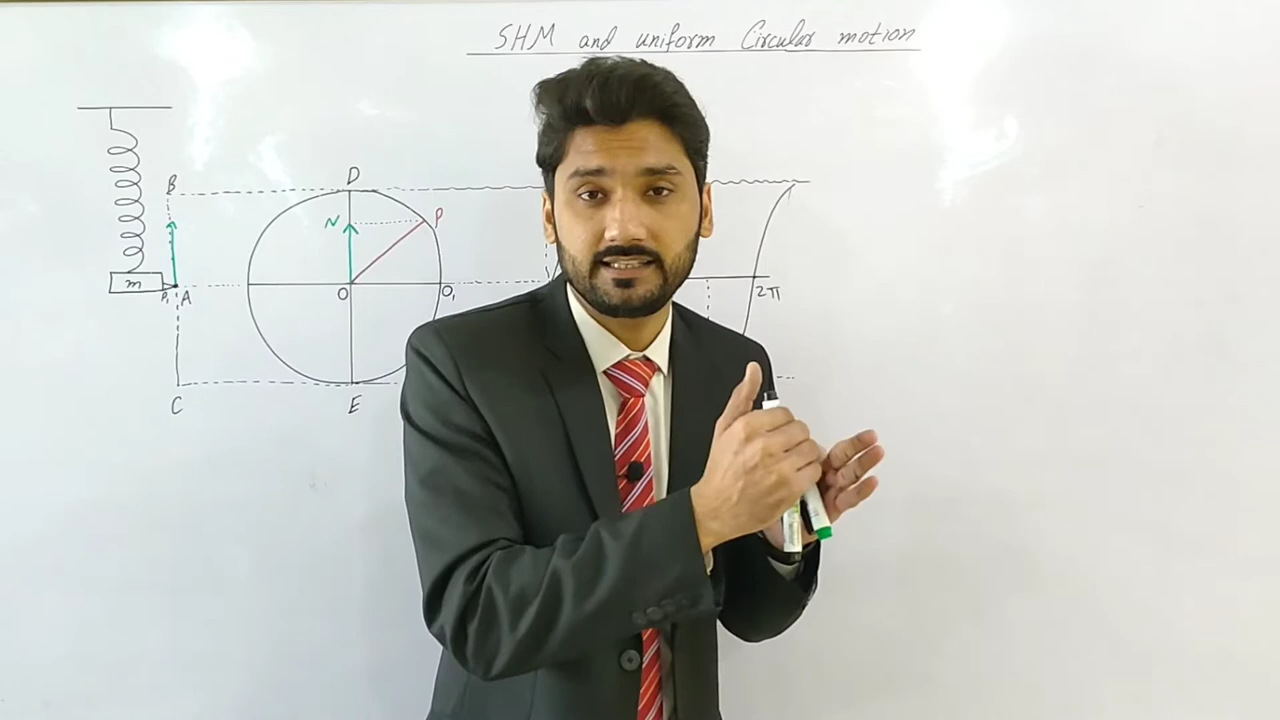 SHM and uniform Circular motion
B
D
N
P
m
P₁
A
O
O₁
2π
C
E